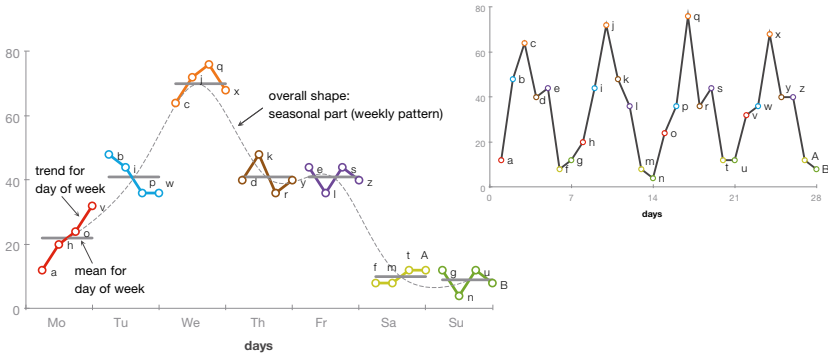 80
60
40
20
0
Mo
Tu
We
Th
Fr
Sa
Su
days
trend for
day of week
mean for
day of week
overall shape:
seasonal part (weekly pattern)
a
h
o
v
b
i
p
w
c
j
q
x
d
k
r
y
e
l
s
z
f
m
t
A
g
n
u
B
80
60
40
20
0
0
7
14
21
28
days
a
b
c
d
e
f
g
h
i
j
k
l
m
n
o
p
q
r
s
t
u
v
w
x
y
z
A
B